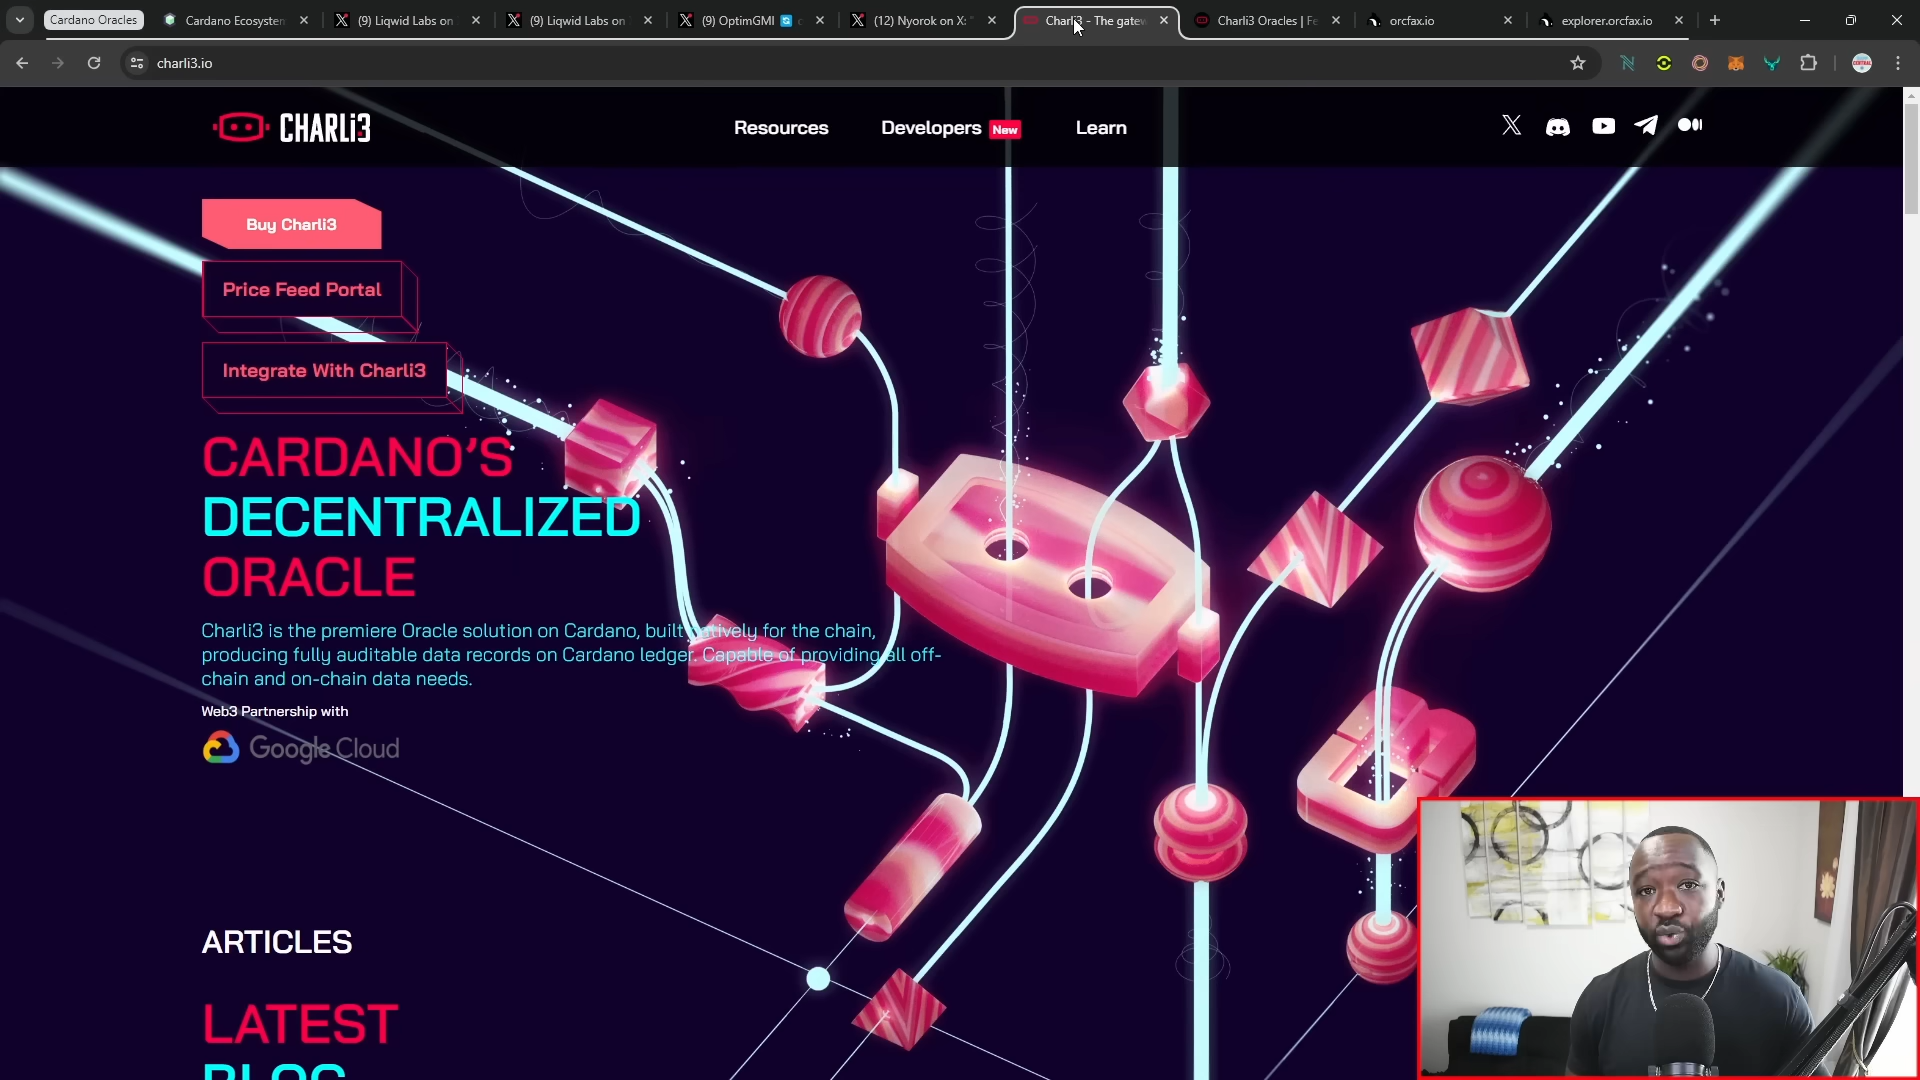 Cardano Oracles
Cardano Ecosystem
(9) Liqwid Labs on
(9) Liqwid Labs on
(9) OptimGMI
(12) Nyorok on X: "
Charli3 - The gatew
Charli3 Oracles | Fe
orcfax.io
explorer.orcfax.io
charli3.io
CHARLi3
Resources
Developers New
Learn
Buy Charli3
Price Feed Portal
Integrate With Charli3
CARDANO'S
DECENTRALIZED
ORACLE
Charli3 is the premiere Oracle solution on Cardano, built natively for the chain,
producing fully auditable data records on Cardano ledger. Capable of providing all off-
chain and on-chain data needs.
Web3 Partnership with
Google Cloud
ARTICLES
LATEST
BLOG